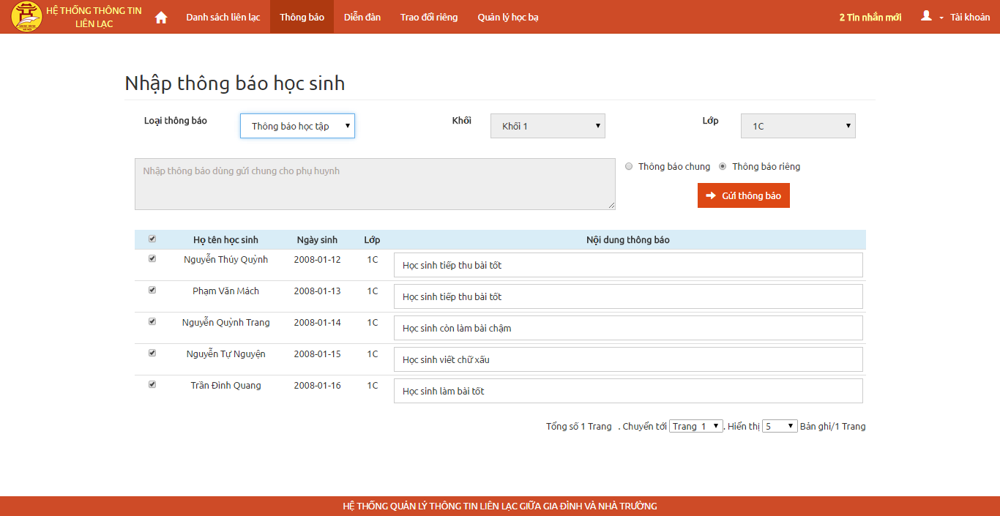 HỆ THỐNG THÔNG TIN
LIÊN LẠC
Danh sách liên lạc
Thông báo
Diễn đàn
Trao đổi riêng
Quản lý học bạ
2 Tin nhắn mới
Tài khoản
Nhập thông báo học sinh
Loại thông báo
Thông báo học tập
Khối
Khối 1
Lớp
1C
Nhập thông báo dùng gửi chung cho phụ huynh
Thông báo chung
Thông báo riêng
Gửi thông báo
Họ tên học sinh Ngày sinh Lớp Nội dung thông báo
Nguyễn Thúy Quỳnh 2008-01-12 1C Học sinh tiếp thu bài tốt
Phạm Văn Mách 2008-01-13 1C Học sinh tiếp thu bài tốt
Nguyễn Quỳnh Trang 2008-01-14 1C Học sinh còn làm bài chậm
Nguyễn Tự Nguyện 2008-01-15 1C Học sinh viết chữ xấu
Trần Đình Quang 2008-01-16 1C Học sinh làm bài tốt
Tổng số 1 Trang . Chuyển tới Trang 1 . Hiển thị 5 Bản ghi/1 Trang
HỆ THỐNG QUẢN LÝ THÔNG TIN LIÊN LẠC GIỮA GIA ĐÌNH VÀ NHÀ TRƯỜNG